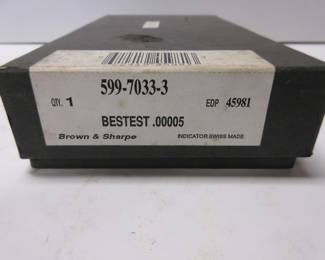 599-7033-3
QTY. 1 EDP 45981
BESTEST .00005
Brown & Sharpe INDICATOR SWISS MADE